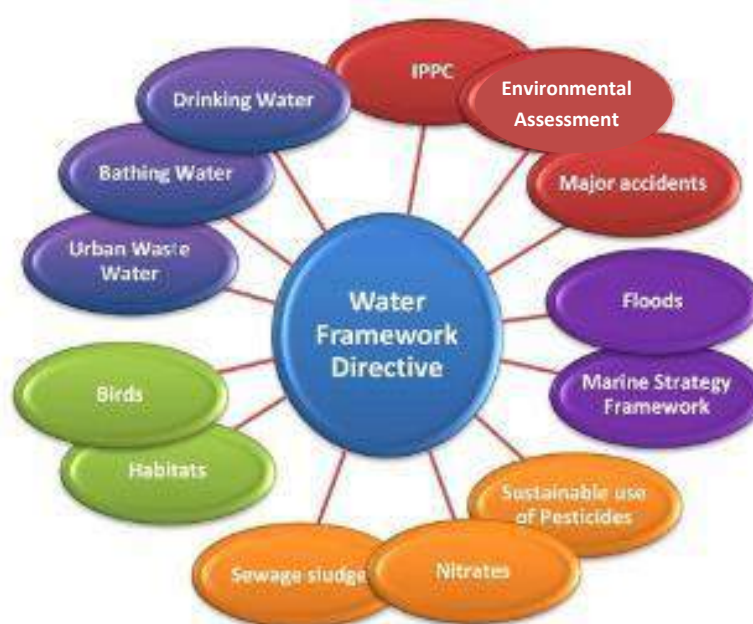 IPPC
Environmental
Assessment
Major accidents
Floods
Marine Strategy
Framework
Sustainable use
of Pesticides
Nitrates
Sewage sludge
Habitats
Birds
Urban Waste
Water
Bathing Water
Drinking Water
Water
Framework
Directive